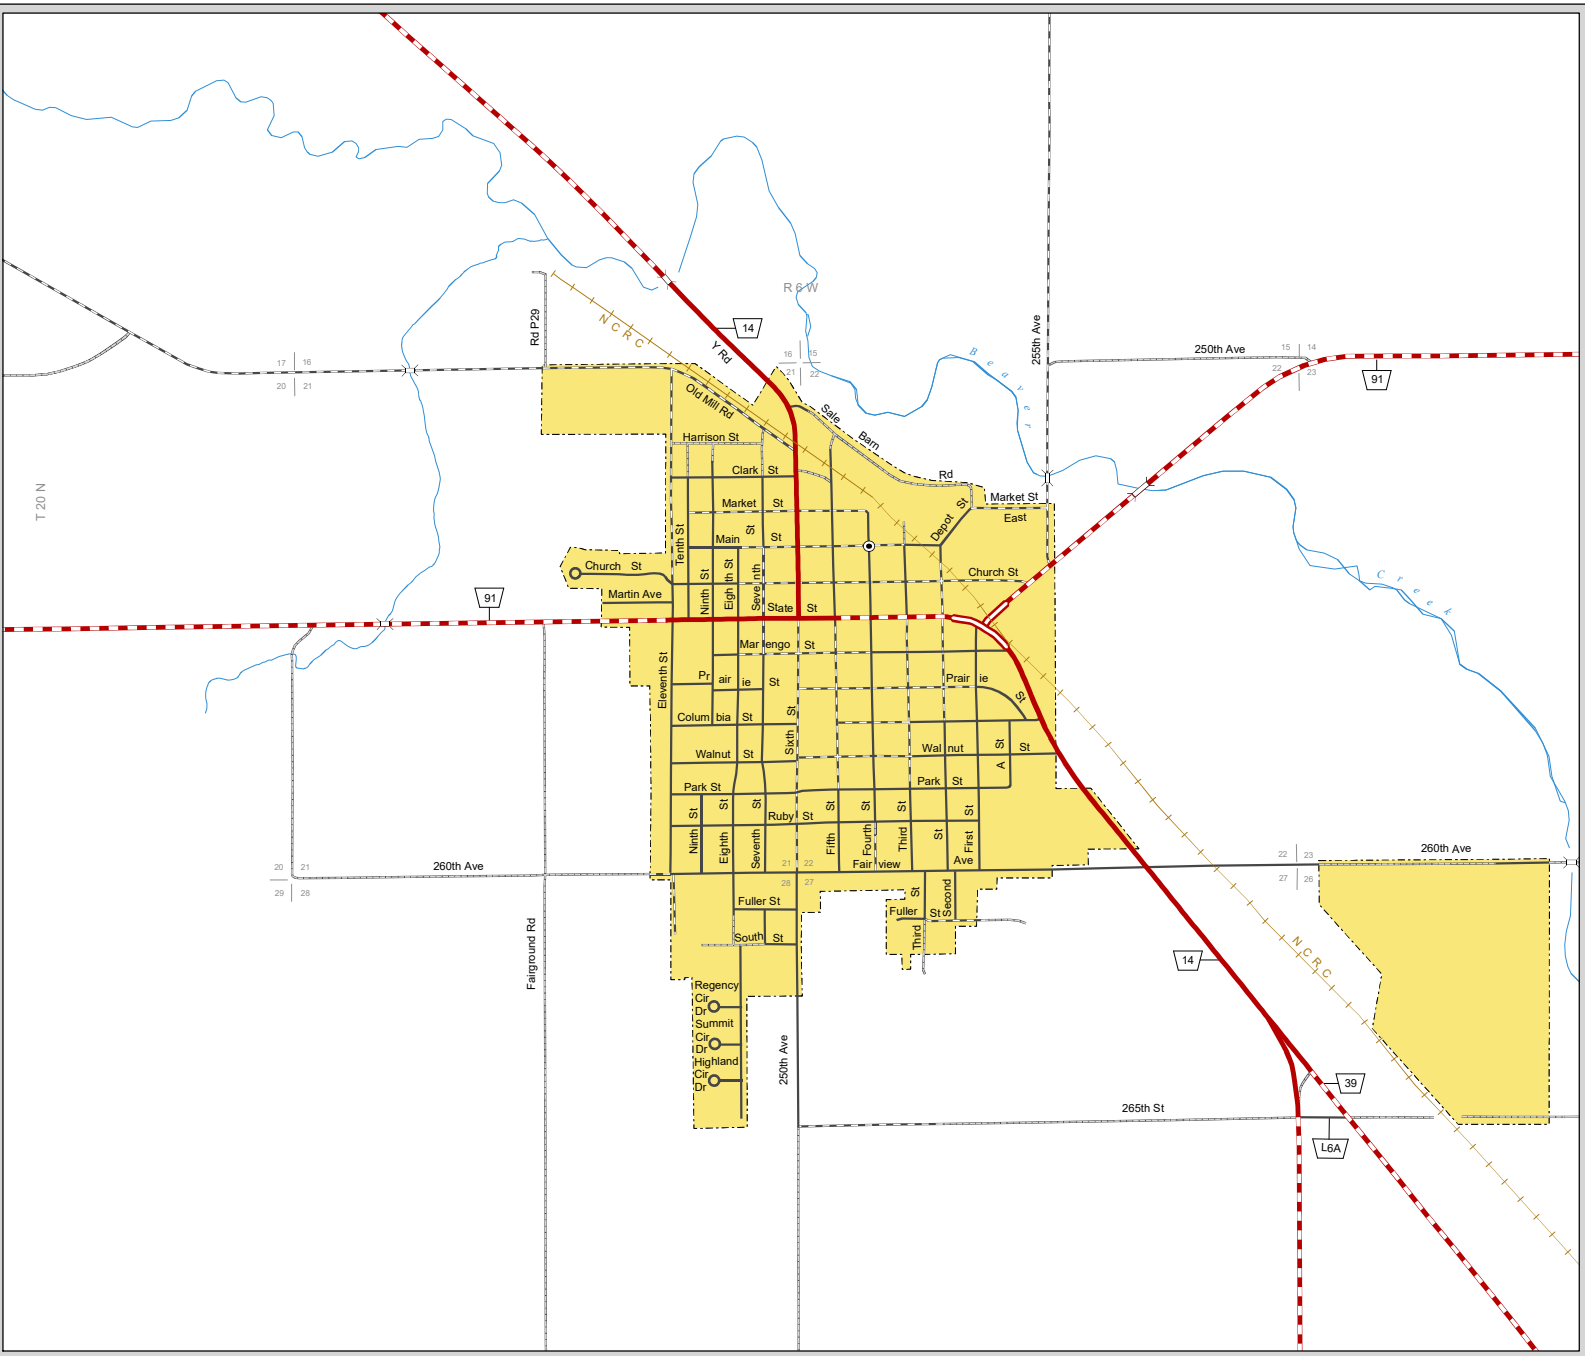 R 6 W
14
Rd P29
N C R C
Y Rd
255th Ave
B e a v e r
250th Ave
15 14
22 23
91
17 16
20 21
16 15
21 22
Old Mill Rd
Sale Barn Rd
Harrison St
Clark St
T 20 N
Market St
Market St
East
Depot St
Tenth St
Main St
St
Church St
Church St
Ninth St
Eighth St
Seventh
Martin Ave
91
State St
C r e e k
Marengo St
Eleventh St
Prairie St
Prairie St
Columbia St
Sixth St
Walnut St
Walnut St
A St
Park St
Park St
Ruby St
Ninth St
Eighth St
Seventh St
Fifth St
Fourth St
Third St
St
First St
Fairview Ave
20 21
29 28
260th Ave
21 22
28 27
22 23
27 26
260th Ave
Fuller St
Fuller St
Third St
Second
South St
Fairground Rd
14
N C R C
Regency Cir Dr
Summit Cir Dr
Highland Cir Dr
250th Ave
39
265th St
L6A